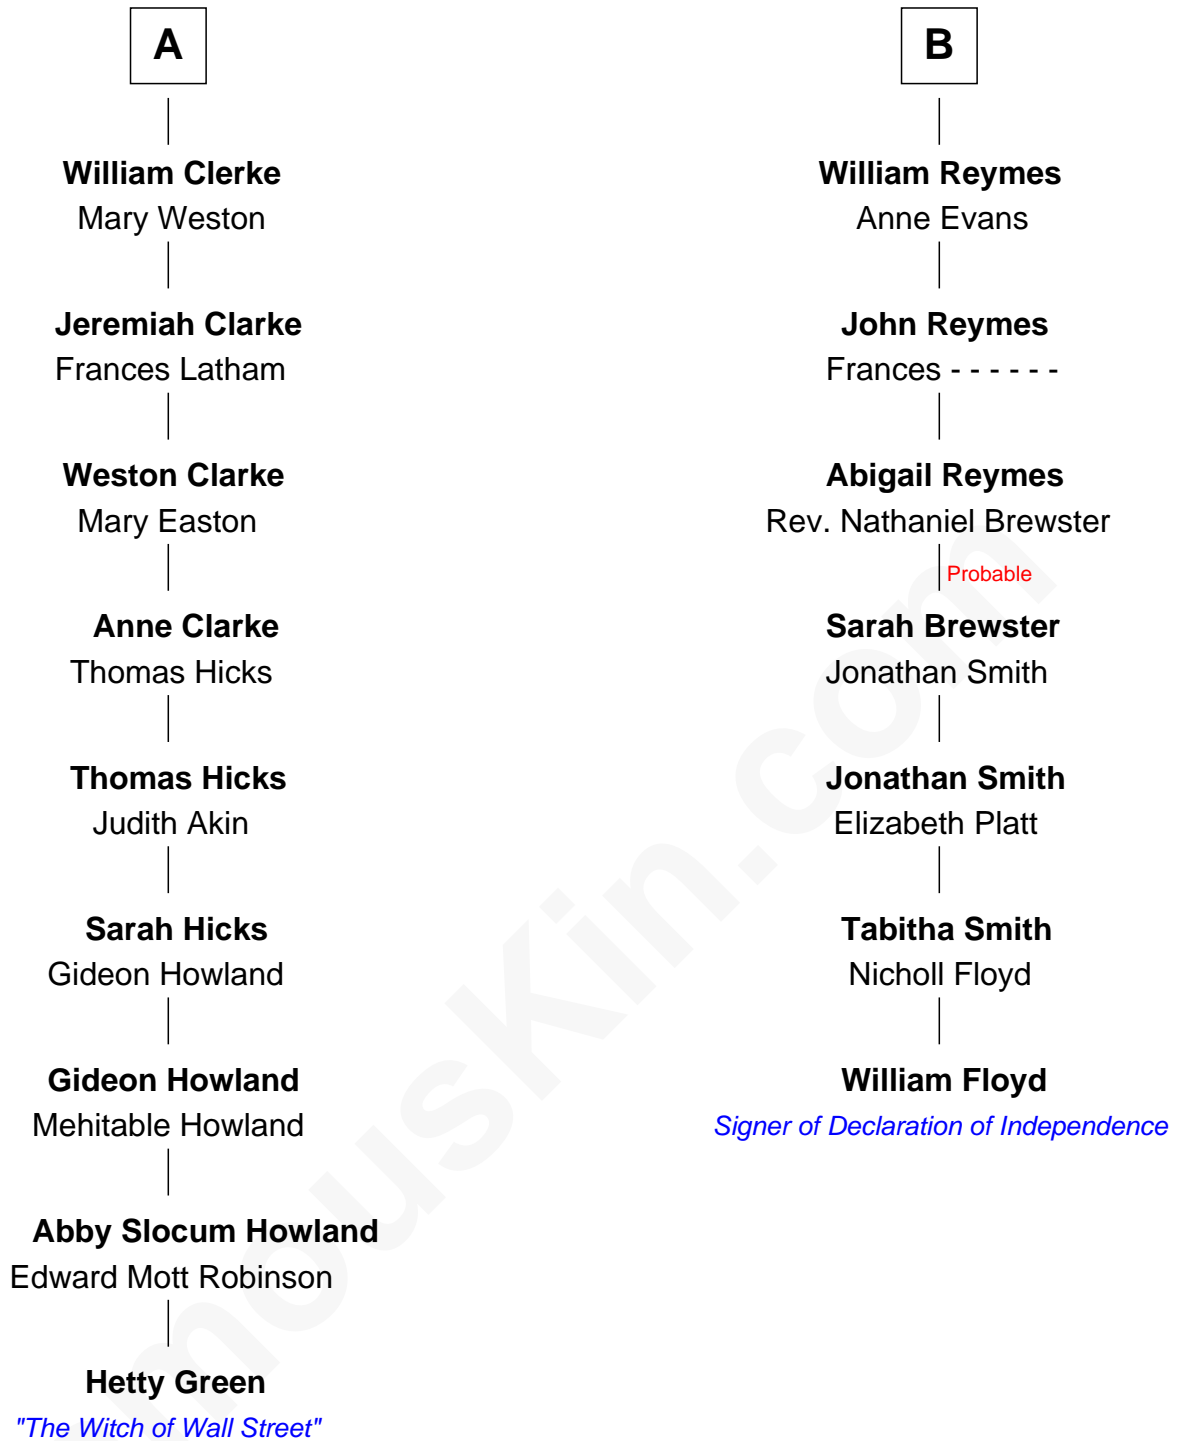 A
William Clerke
Mary Weston
Jeremiah Clarke
Frances Latham
Weston Clarke
Mary Easton
Anne Clarke
Thomas Hicks
Thomas Hicks
Judith Akin
Sarah Hicks
Gideon Howland
Gideon Howland
Mehitable Howland
Abby Slocum Howland
Edward Mott Robinson
Hetty Green
"The Witch of Wall Street"
B
William Reymes
Anne Evans
John Reymes
Frances - - - - - -
Abigail Reymes
Rev. Nathaniel Brewster
Probable
Sarah Brewster
Jonathan Smith
Jonathan Smith
Elizabeth Platt
Tabitha Smith
Nicholl Floyd
William Floyd
Signer of Declaration of Independence
mousKin.com